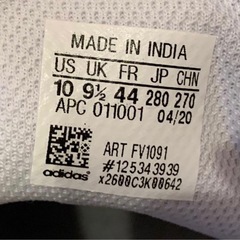 MADE IN INDIA
US UK FR JP CHN
10 9½ 44 280 270
APC 011001 04/20
ART FV1091
#125343939
x2600C3K00642
adidas